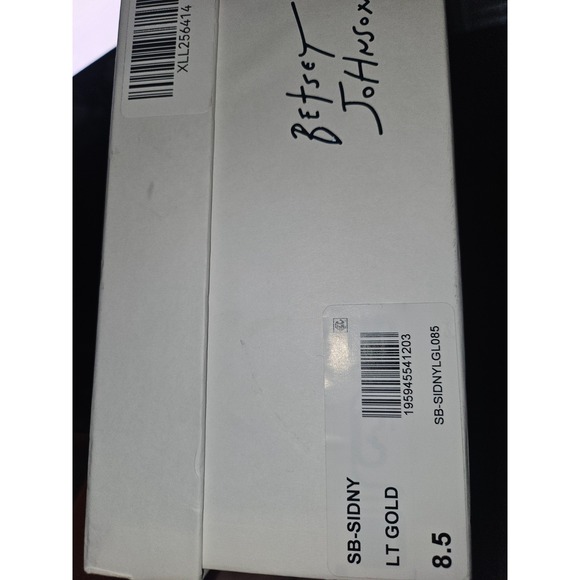 XLL256414
BETSEY
JOHNSON
195945541203
SB-SIDNYLGL085
SB-SIDNY
LT GOLD
8.5